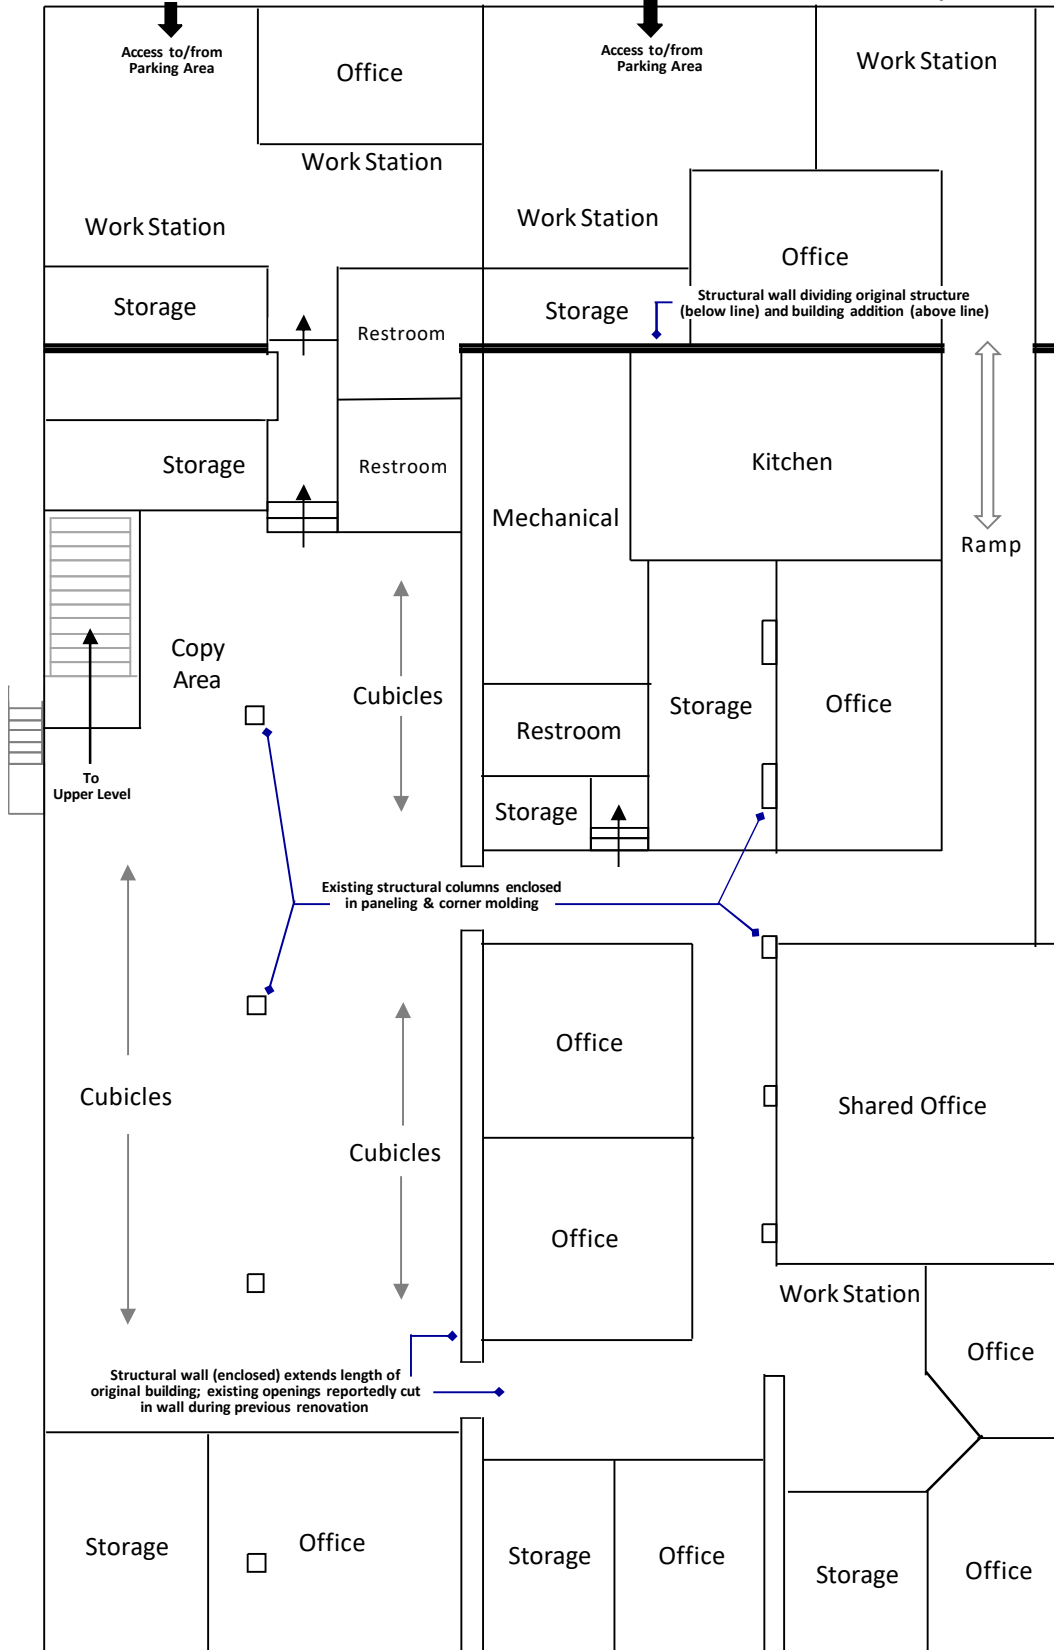 Access to/from
Parking Area
Office
Access to/from
Parking Area
Work Station
Work Station
Work Station
Work Station
Office
Storage
Storage
Structural wall dividing original structure
(below line) and building addition (above line)
Restroom
Storage
Restroom
Kitchen
Mechanical
Ramp
Copy
Area
Cubicles
Storage
Office
Restroom
To
Upper Level
Storage
Existing structural columns enclosed
in paneling & corner molding
Office
Cubicles
Shared Office
Cubicles
Office
Work Station
Office
Structural wall (enclosed) extends length of
original building; existing openings reportedly cut
in wall during previous renovation
Storage
Office
Storage
Office
Storage
Office